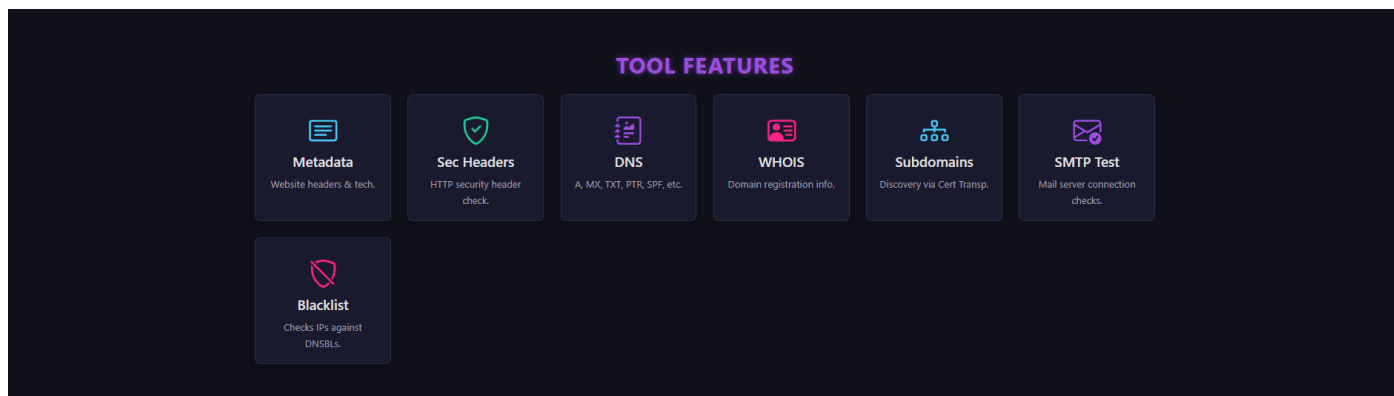 TOOL FEATURES
Metadata
Website headers & tech.
Sec Headers
HTTP security header
check.
DNS
A, MX, TXT, PTR, SPF, etc.
WHOIS
Domain registration info.
Subdomains
Discovery via Cert Transp.
SMTP Test
Mail server connection
checks.
Blacklist
Checks IPs against
DNSBLs.